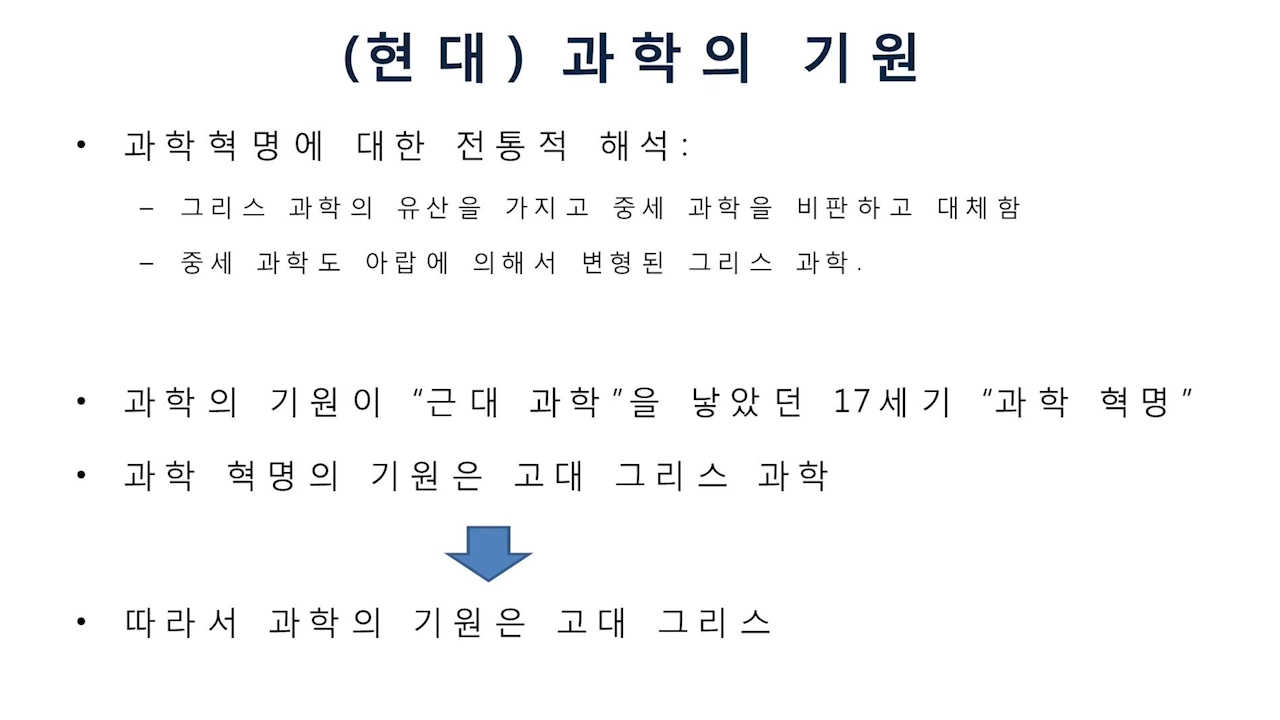 (현대) 과학의 기원
• 과학혁명에 대한 전통적 해석:
– 그리스 과학의 유산을 가지고 중세 과학을 비판하고 대체함
– 중세 과학도 아랍에 의해서 변형된 그리스 과학.
• 과학의 기원이 “근대 과학”을 낳았던 17세기 “과학 혁명”
• 과학 혁명의 기원은 고대 그리스 과학
• 따라서 과학의 기원은 고대 그리스